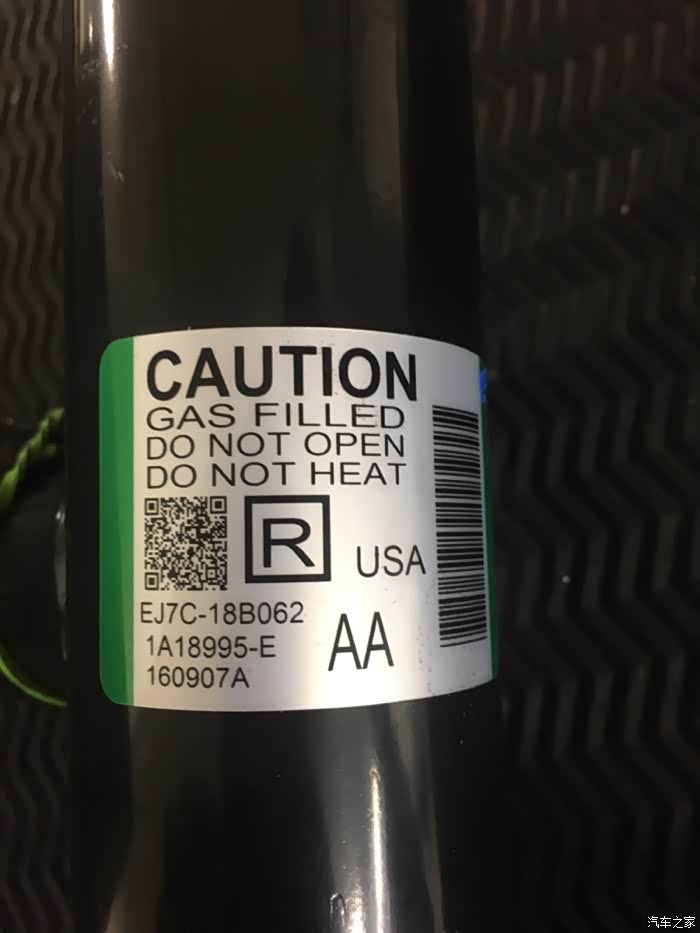 CAUTION
GAS FILLED
DO NOT OPEN
DO NOT HEAT
R
USA
EJ7C-18B062
1A18995-E
160907A
AA
汽车之家